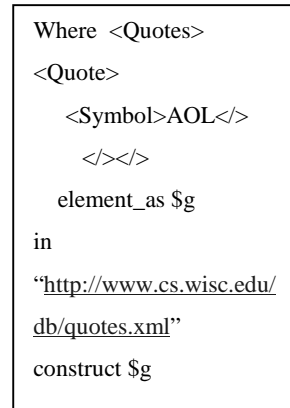 Where <Quotes>
<Quote>
<Symbol>AOL</>
</></>
element_as $g
in
“http://www.cs.wisc.edu/
db/quotes.xml”
construct $g